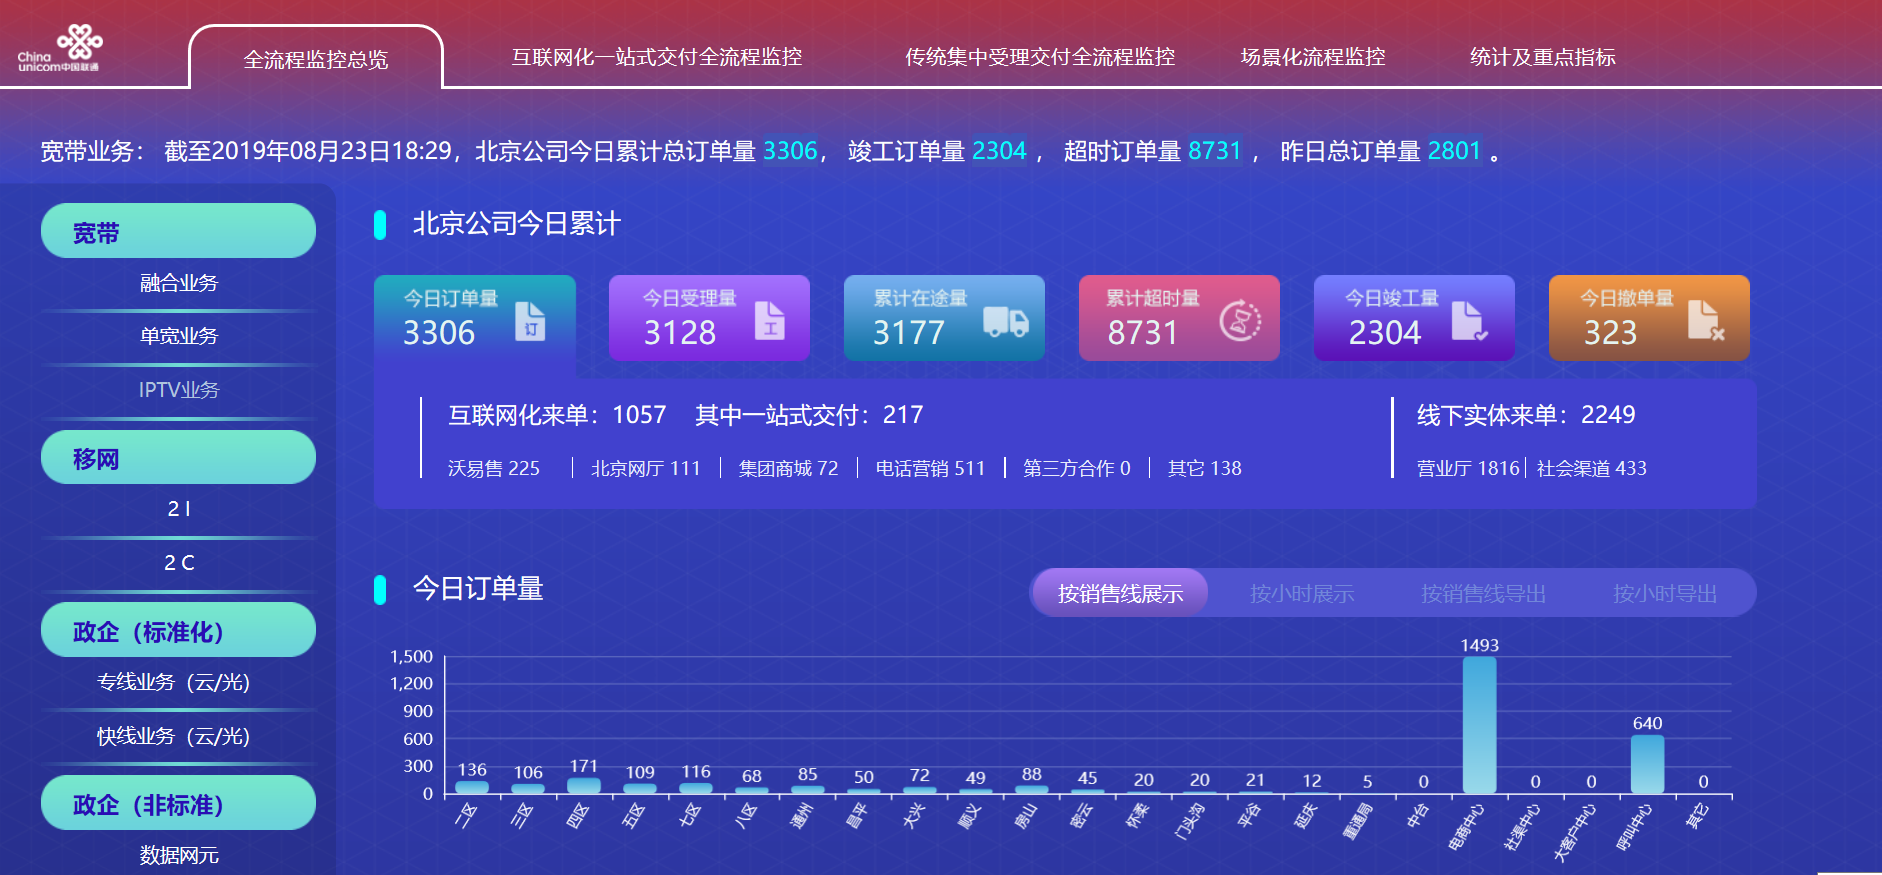 China
unicom中国联通
全流程监控总览
互联网化一站式交付全流程监控
传统集中受理交付全流程监控
场景化流程监控
统计及重点指标
宽带业务： 截至2019年08月23日18:29，北京公司今日累计总订单量 3306， 竣工订单量 2304 ， 超时订单量 8731 ， 昨日总订单量 2801 。
宽带
融合业务
单宽业务
IPTV业务
移网
2 I
2 C
政企（标准化）
专线业务（云/光）
快线业务（云/光）
政企（非标准）
数据网元
北京公司今日累计
今日订单量
3306
订
今日受理量
3128
工
累计在途量
3177
累计超时量
8731
今日竣工量
2304
今日撤单量
323
互联网化来单：1057 其中一站式交付：217
沃易售 225 北京网厅 111 集团商城 72 电话营销 511 第三方合作 0 其它 138
线下实体来单：2249
营业厅 1816 社会渠道 433
今日订单量
按销售线展示
按小时展示
按销售线导出
按小时导出
1,500
1,200
900
600
300
0
136 106 171 109 116 68 85 50 72 49 88 45 20 20 21 12 5 0 1493 0 0 640 0
二区 三区 四区 五区 七区 八区 通州 昌平 大兴 顺义 房山 密云 怀柔 门头沟 平谷 延庆 重通局 中台 电商中心 社渠中心 大客户中心 呼叫中心 其它